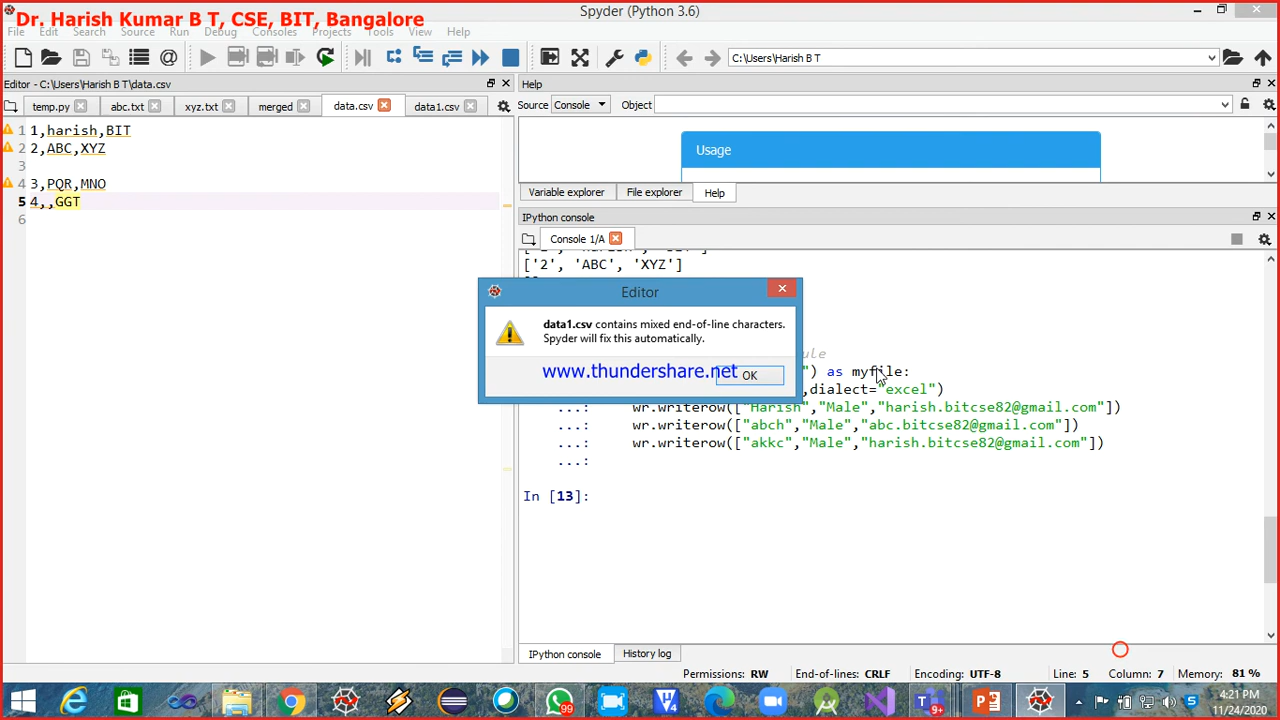 Dr. Harish Kumar B T, CSE, BIT, Bangalore
Spyder (Python 3.6)
File Edit Search Source Run Debug Consoles Projects Tools View Help
C:\Users\Harish B T
Editor - C:\Users\Harish B T\data.csv
Help
temp.py abc.txt xyz.txt merged data.csv data1.csv
Source Console Object
1 1,harish,BIT
2 2,ABC,XYZ
3
4 3,PQR,MNO
5 4,,GGT
6
Usage
Variable explorer File explorer Help
IPython console
Console 1/A
['2', 'ABC', 'XYZ']
Editor
data1.csv contains mixed end-of-line characters.
Spyder will fix this automatically.
www.thundershare.net
OK
") as myfile:
,dialect="excel")
...: wr.writerow(["Harish","Male","harish.bitcse82@gmail.com"])
...: wr.writerow(["abch","Male","abc.bitcse82@gmail.com"])
...: wr.writerow(["akkc","Male","harish.bitcse82@gmail.com"])
...:
In [13]:
IPython console History log
Permissions: RW End-of-lines: CRLF Encoding: UTF-8 Line: 5 Column: 7 Memory: 81 %
99
9+
4:21 PM
11/24/2020